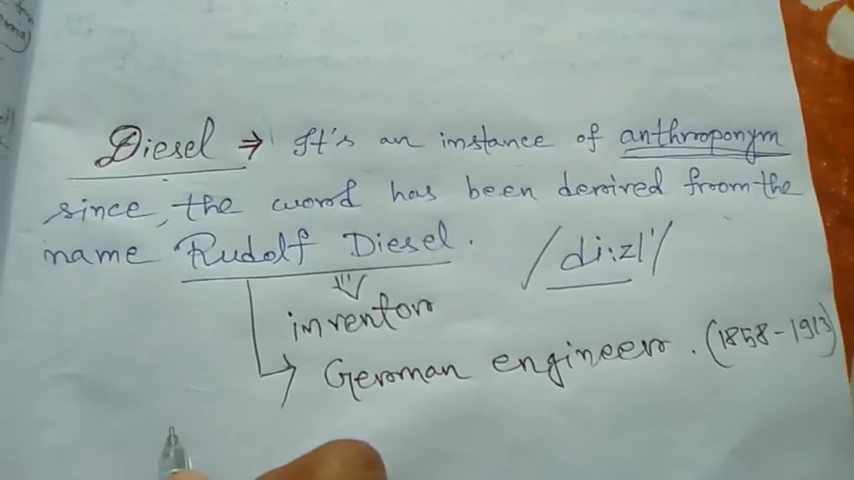 Diesel ⇒ It's an instance of anthroponym
since, the word has been derived from the
name Rudolf Diesel. /di:zl/
inventor
German engineer. (1858-1913)